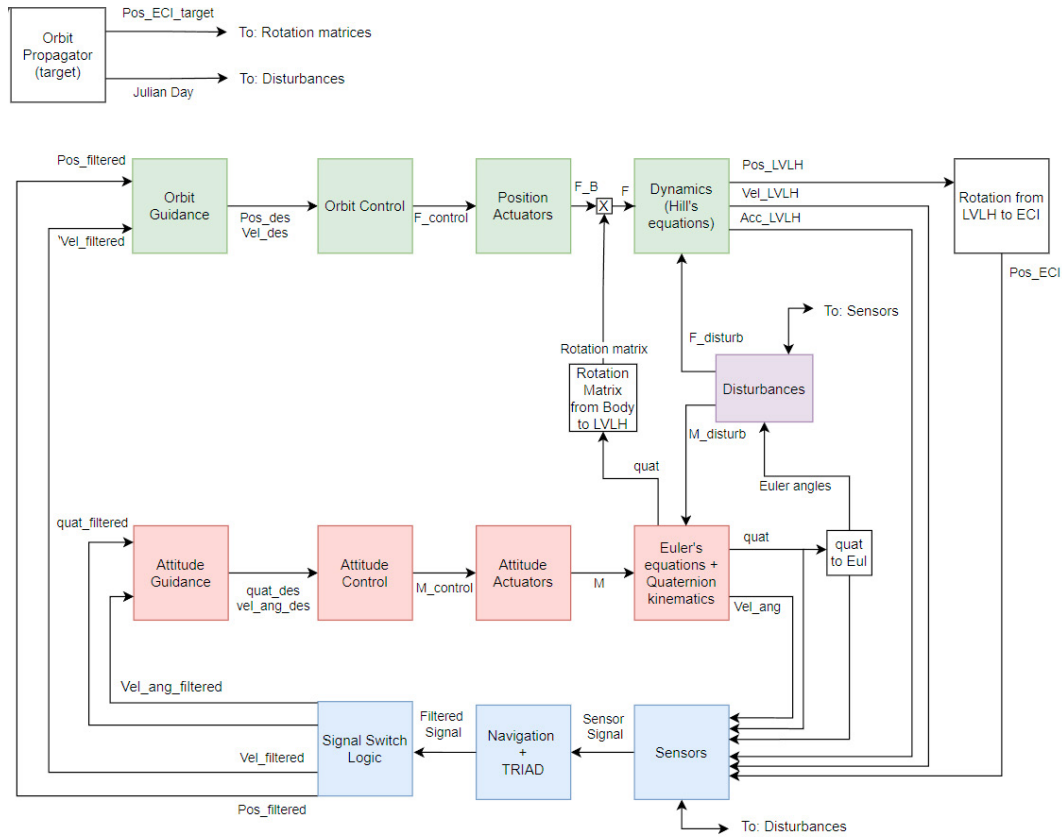 Pos_ECI_target
Orbit
Propagator
(target)
To: Rotation matrices
To: Disturbances
Julian Day
Pos_filtered
'Vel_filtered
Orbit
Guidance
Pos_des
Vel_des
Orbit Control
F_control
Position
Actuators
F_B
X
F
Dynamics
(Hill's
equations)
Pos_LVLH
Vel_LVLH
Acc_LVLH
Rotation from
LVLH to ECI
Pos_ECI
To: Sensors
F_disturb
Rotation matrix
Rotation
Matrix
from Body
to LVLH
Disturbances
M_disturb
quat
Euler angles
quat_filtered
Attitude
Guidance
quat_des
vel_ang_des
Attitude
Control
M_control
Attitude
Actuators
M
Euler's
equations +
Quaternion
kinematics
quat
Vel_ang
quat
to Eul
Vel_ang_filtered
Vel_filtered
Pos_filtered
Signal Switch
Logic
Filtered
Signal
Navigation
+
TRIAD
Sensor
Signal
Sensors
To: Disturbances